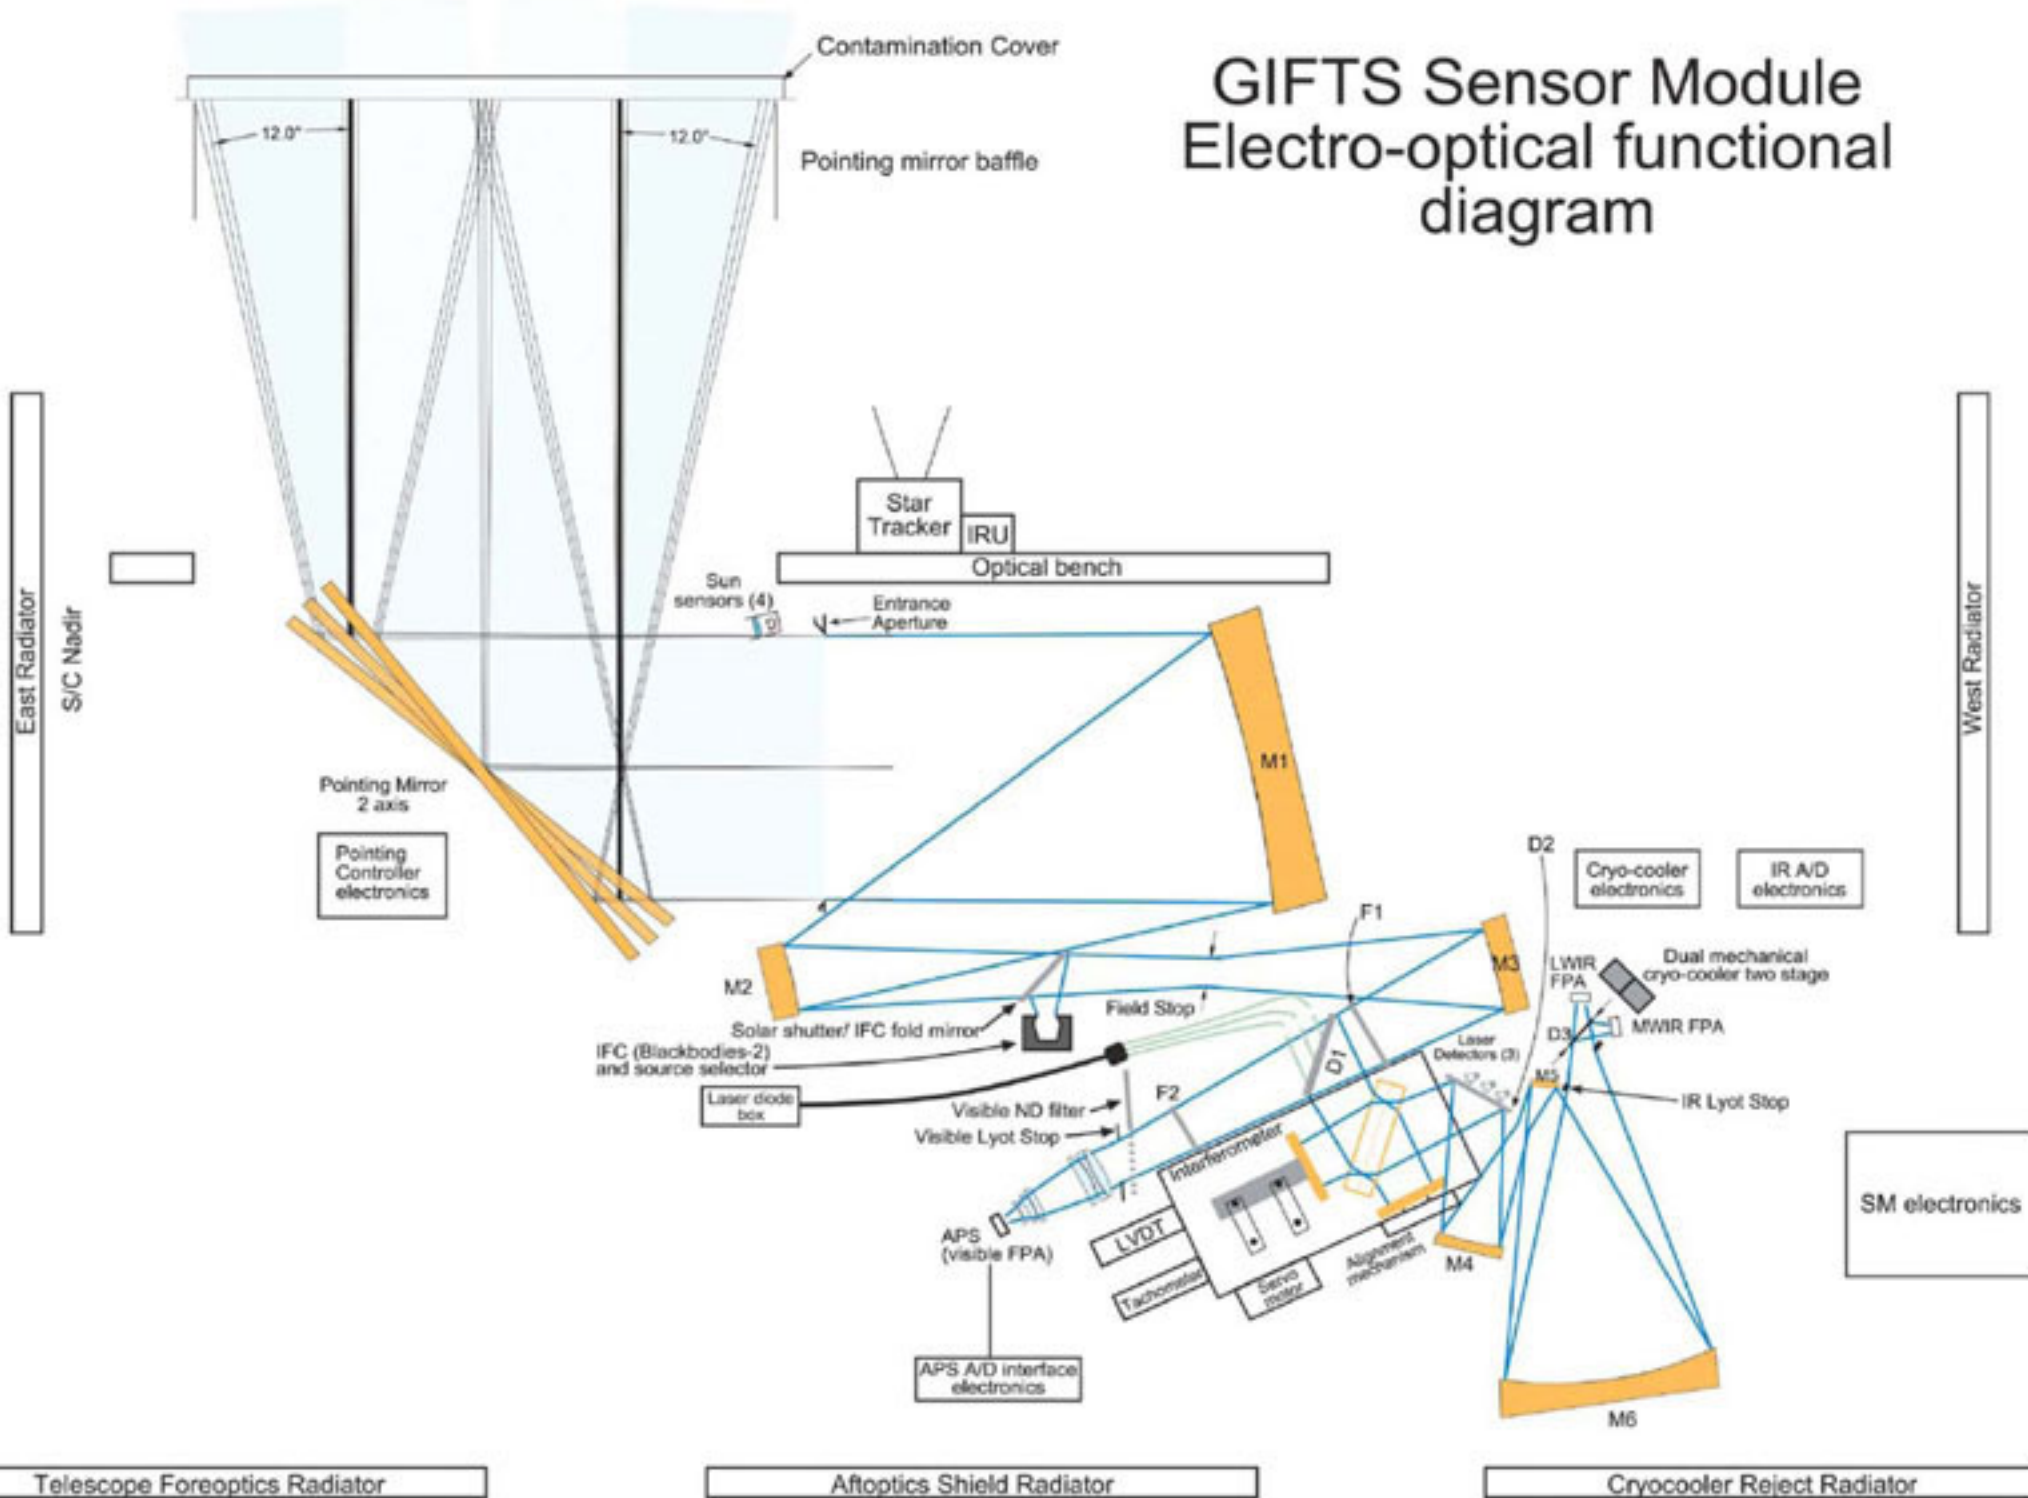 GIFTS Sensor Module
Electro-optical functional
diagram
Contamination Cover
12.0°
12.0°
Pointing mirror baffle
Star
Tracker
IRU
Optical bench
Sun
sensors (4)
Entrance
Aperture
East Radiator
S/C Nadir
West Radiator
M1
Pointing Mirror
2 axis
Pointing
Controller
electronics
D2
Cryo-cooler
electronics
IR A/D
electronics
F1
M2
M3
LWIR
FPA
Dual mechanical
cryo-cooler two stage
Field Stop
Solar shutter/ IFC fold mirror
MWIR FPA
D3
IFC (Blackbodies-2)
and source selector
Laser
Detectors (3)
D1
M5
Laser diode
box
F2
Visible ND filter
IR Lyot Stop
Visible Lyot Stop
Interferometer
SM electronics
APS
(visible FPA)
LVDT
Tachometer
Servo
motor
Alignment
mechanism
M4
APS A/D interface
electronics
M6
Telescope Foreoptics Radiator
Aftoptics Shield Radiator
Cryocooler Reject Radiator